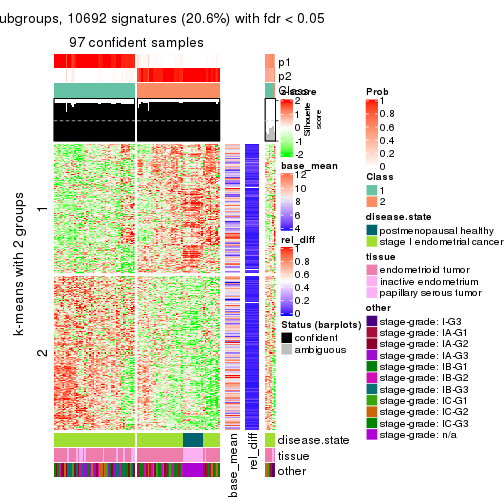 ubgroups, 10692 signatures (20.6%) with fdr < 0.05
97 confident samples
p1
p2
Class
1
2
k-means with 2 groups
disease.state
tissue
other
base_mean
rel_diff
z-score
2
1
0
-1
-2
Silhouette
score
base_mean
12
10
8
6
4
rel_diff
1
0.8
0.6
0.4
0.2
0
Status (barplots)
confident
ambiguous
Prob
1
0.8
0.6
0.4
0.2
0
Class
1
2
disease.state
postmenopausal healthy
stage I endometrial cancer
tissue
endometrioid tumor
inactive endometrium
papillary serous tumor
other
stage-grade: I-G3
stage-grade: IA-G1
stage-grade: IA-G2
stage-grade: IA-G3
stage-grade: IB-G1
stage-grade: IB-G2
stage-grade: IB-G3
stage-grade: IC-G1
stage-grade: IC-G2
stage-grade: IC-G3
stage-grade: n/a